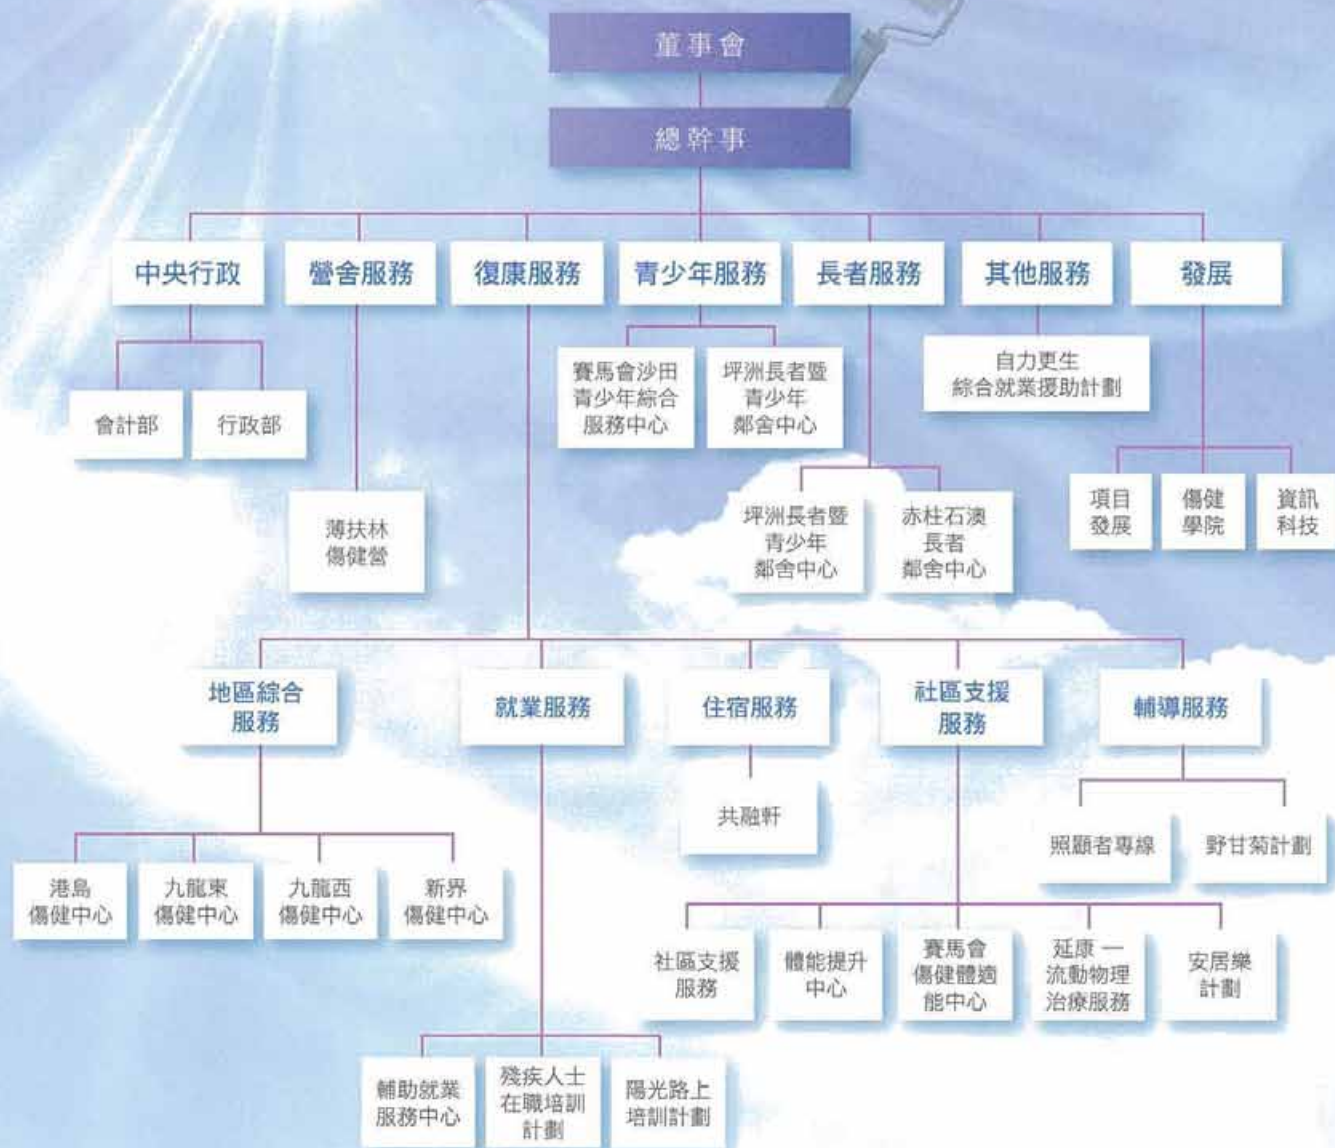 董事會
總幹事
中央行政
營舍服務
復康服務
青少年服務
長者服務
其他服務
發展
會計部
行政部
薄扶林
傷健營
賽馬會沙田
青少年綜合
服務中心
坪洲長者暨
青少年
鄰舍中心
坪洲長者暨
青少年
鄰舍中心
赤柱石澳
長者
鄰舍中心
自力更生
綜合就業援助計劃
項目
發展
傷健
學院
資訊
科技
地區綜合
服務
就業服務
住宿服務
社區支援
服務
輔導服務
港島
傷健中心
九龍東
傷健中心
九龍西
傷健中心
新界
傷健中心
輔助就業
服務中心
殘疾人士
在職培訓
計劃
陽光路上
培訓計劃
共融軒
社區支援
服務
體能提升
中心
賽馬會
傷健體適
能中心
延康 一
流動物理
治療服務
安居樂
計劃
照顧者專線
野甘菊計劃